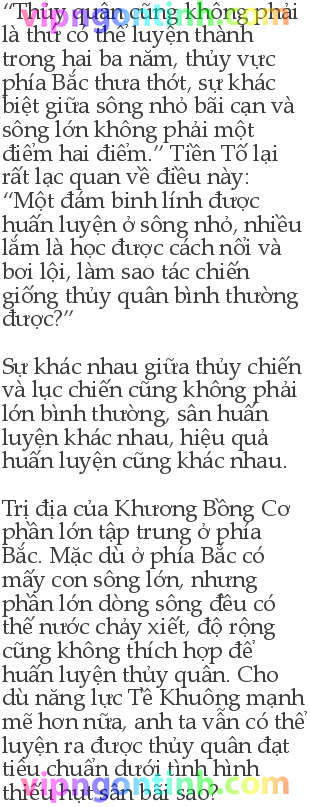 vipngontinh.com
“Thủy quân cũng không phải
là thứ có thể luyện thành
trong hai ba năm, thủy vực
phía Bắc thưa thớt, sự khác
biệt giữa sông nhỏ bãi cạn và
sông lớn không phải một
điểm hai điểm.” Tiền Tố lại
rất lạc quan về điều này:
“Một đám binh lính được
huấn luyện ở sông nhỏ, nhiều
lắm là học được cách nổi và
bơi lội, làm sao tác chiến
giống thủy quân bình thường
được?”
Sự khác nhau giữa thủy chiến
và lục chiến cũng không phải
lớn bình thường, sân huấn
luyện khác nhau, hiệu quả
huấn luyện cũng khác nhau.
Trị địa của Khương Bồng Cơ
phần lớn tập trung ở phía
Bắc. Mặc dù ở phía Bắc có
mấy con sông lớn, nhưng
phần lớn dòng sông đều có
thế nước chảy xiết, độ rộng
cũng không thích hợp để
huấn luyện thủy quân. Cho
dù năng lực Tề Khuông mạnh
mẽ hơn nữa, anh ta vẫn có thể
luyện ra được thủy quân đạt
tiêu chuẩn dưới tình hình
thiếu hụt sân bãi sao?
vipngontinh.com